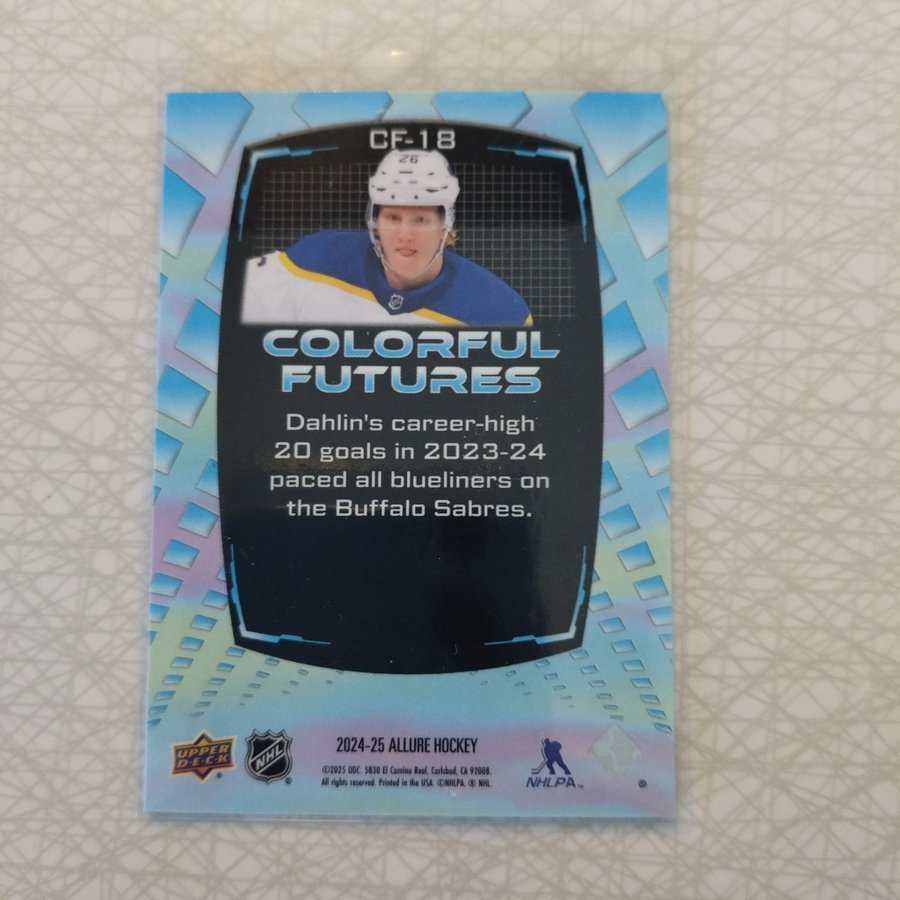 CF-18
26
COLORFUL
FUTURES
Dahlin's career-high
20 goals in 2023-24
paced all blueliners on
the Buffalo Sabres.
UPPER
DECK
NHL
2024-25 ALLURE HOCKEY
©2025 UDC. 5830 El Camino Real, Carlsbad, CA 92008.
All rights reserved. Printed in the USA. ©NHLPA. ® NHL
NHLPA™